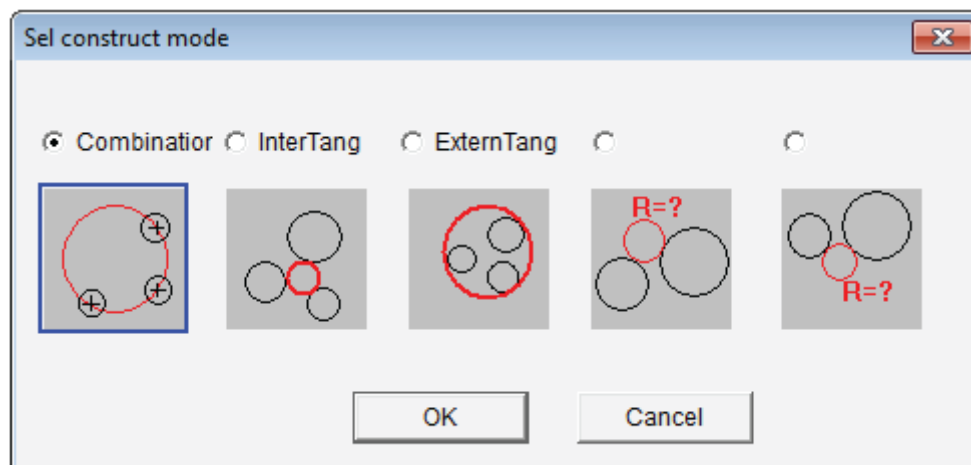 Sel construct mode
Combinatior InterTang ExternTang
R=?
R=?
OK Cancel